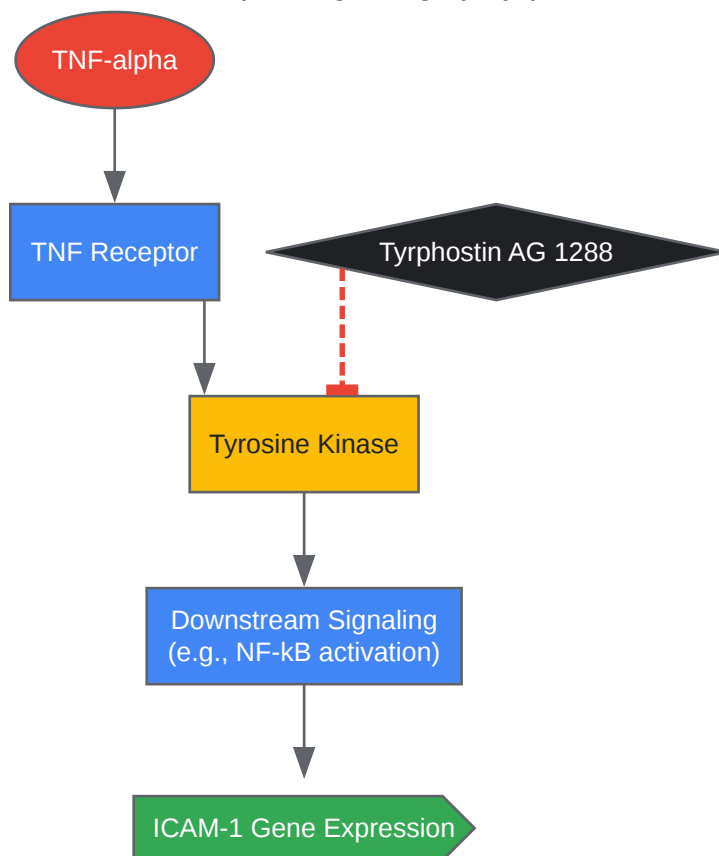 TNF-alpha
TNF Receptor
Tyrphostin AG 1288
Tyrosine Kinase
Downstream Signaling
(e.g., NF-kB activation)
ICAM-1 Gene Expression